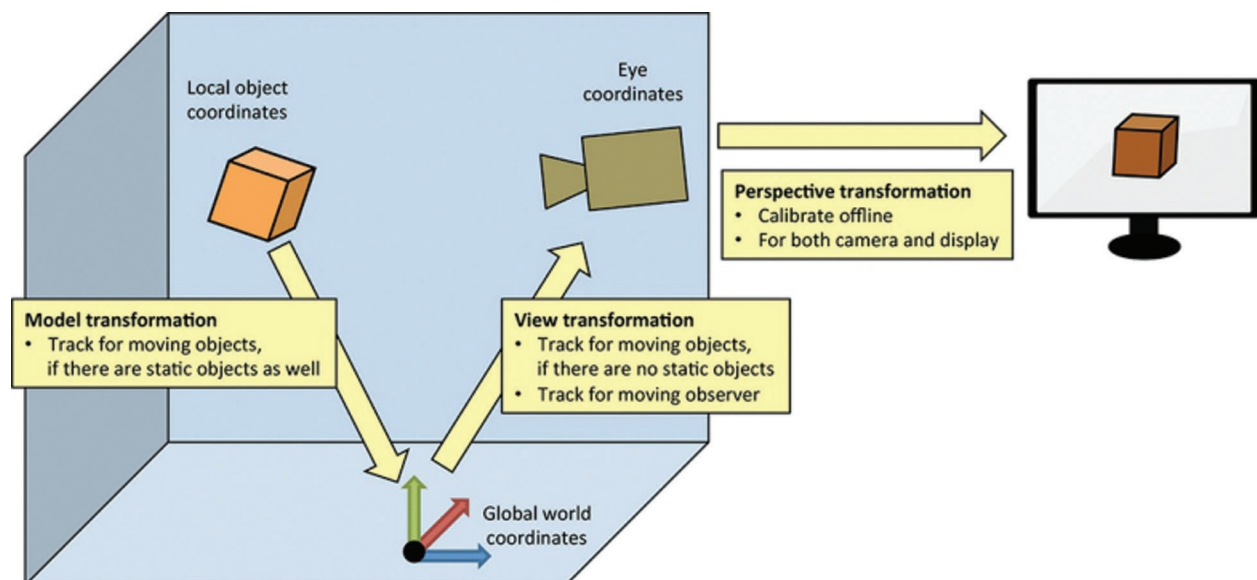 Local object
coordinates
Eye
coordinates
Perspective transformation
• Calibrate offline
• For both camera and display
Model transformation
• Track for moving objects,
if there are static objects as well
View transformation
• Track for moving objects,
if there are no static objects
• Track for moving observer
Global world
coordinates